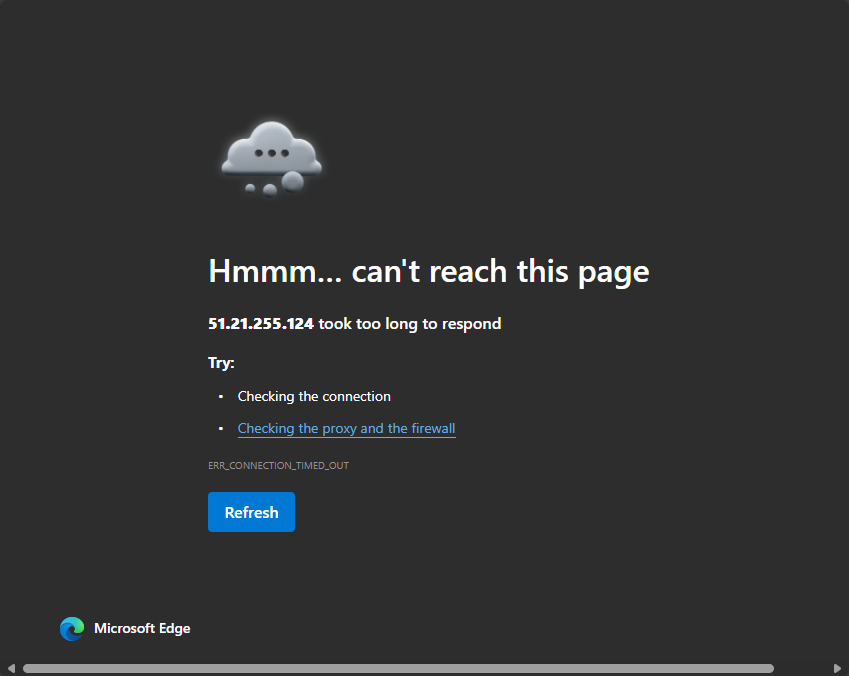 Hmmm... can't reach this page
51.21.255.124 took too long to respond
Try:
• Checking the connection
• Checking the proxy and the firewall
ERR_CONNECTION_TIMED_OUT
Refresh
Microsoft Edge